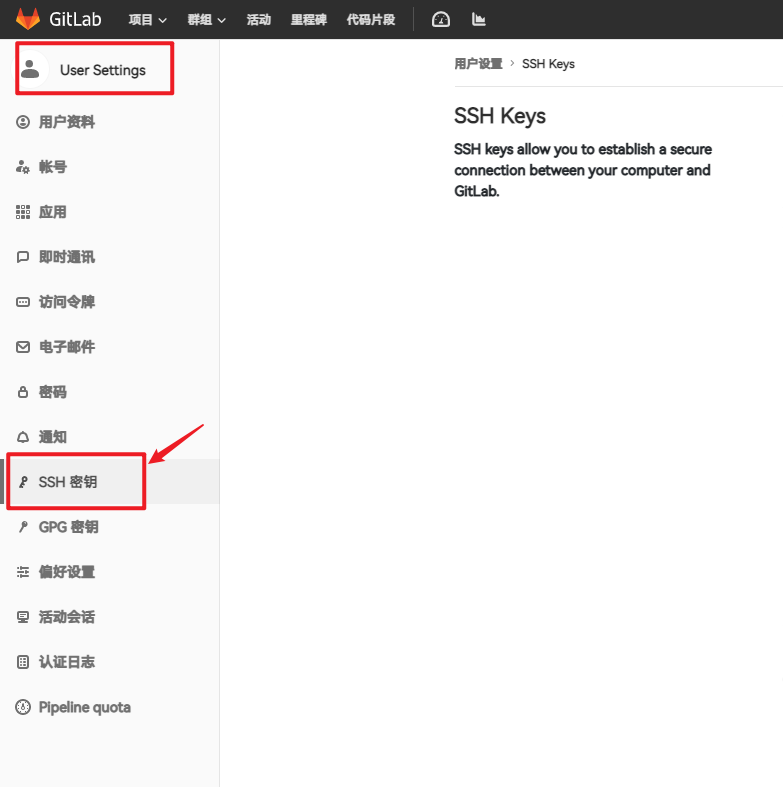 GitLab 项目 群组 活动 里程碑 代码片段
User Settings
用户资料
帐号
应用
即时通讯
访问令牌
电子邮件
密码
通知
SSH 密钥
GPG 密钥
偏好设置
活动会话
认证日志
Pipeline quota
用户设置 › SSH Keys
SSH Keys
SSH keys allow you to establish a secure
connection between your computer and
GitLab.